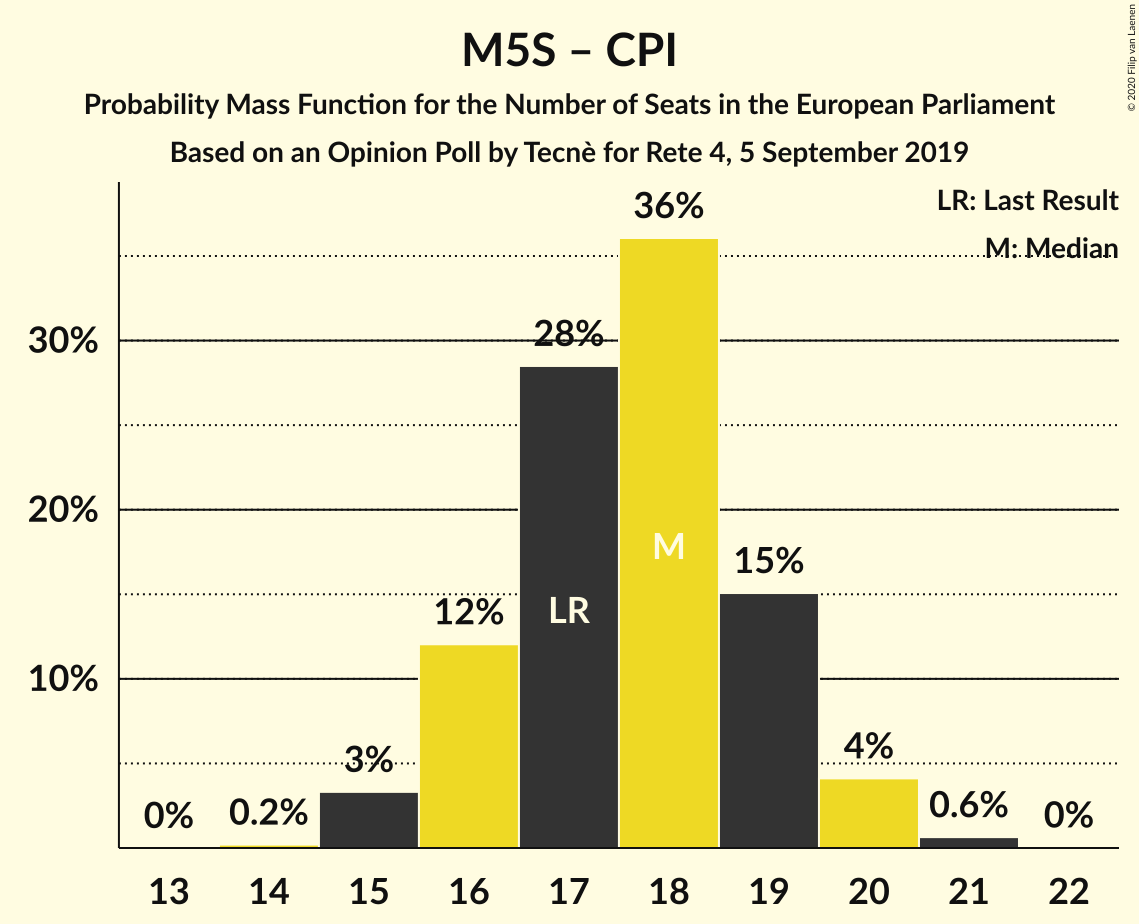 M5S – CPI
Probability Mass Function for the Number of Seats in the European Parliament
Based on an Opinion Poll by Tecnè for Rete 4, 5 September 2019
© 2020 Filip van Laenen
LR: Last Result
M: Median
30%
20%
10%
0%
0.2%
3%
12%
28%
36%
15%
4%
0.6%
0%
LR
M
13 14 15 16 17 18 19 20 21 22